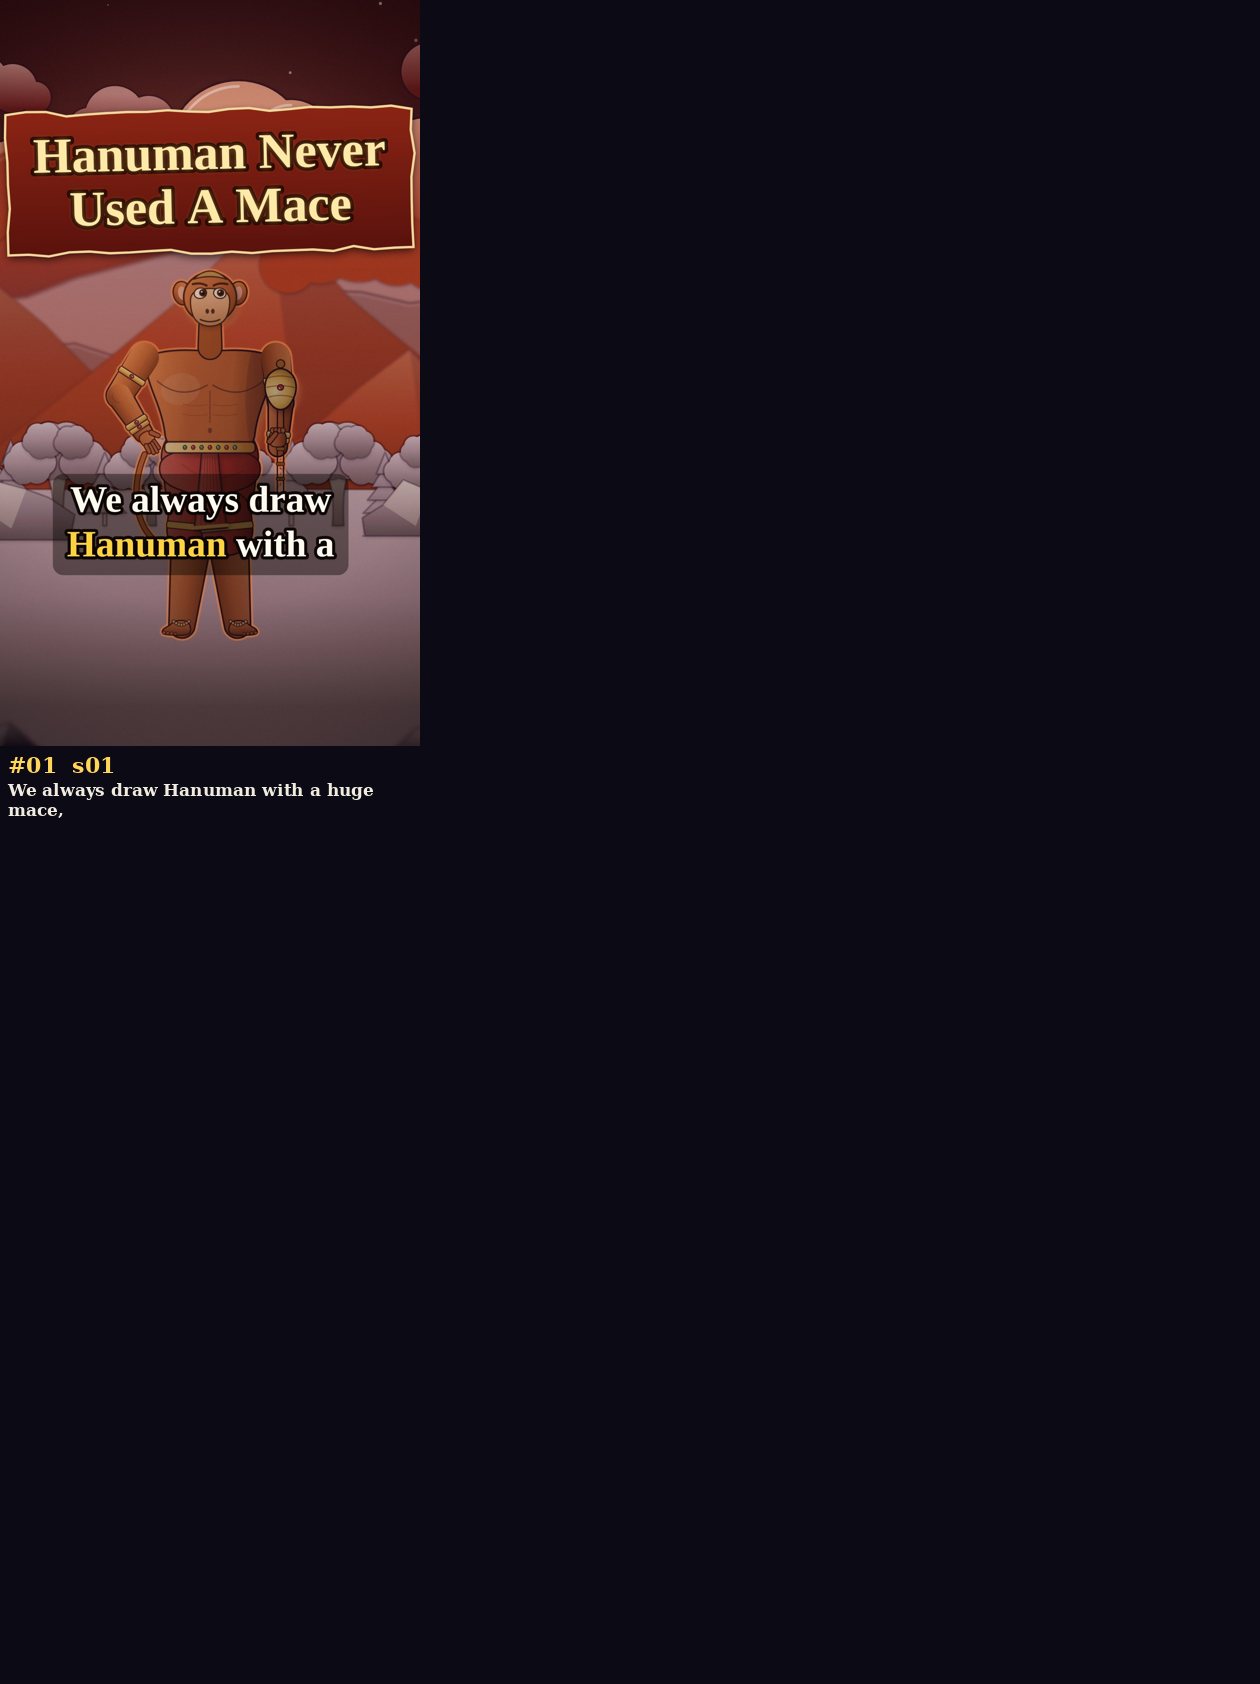 Hanuman Never
Used A Mace
We always draw
Hanuman with a
#01 s01
We always draw Hanuman with a huge
mace,